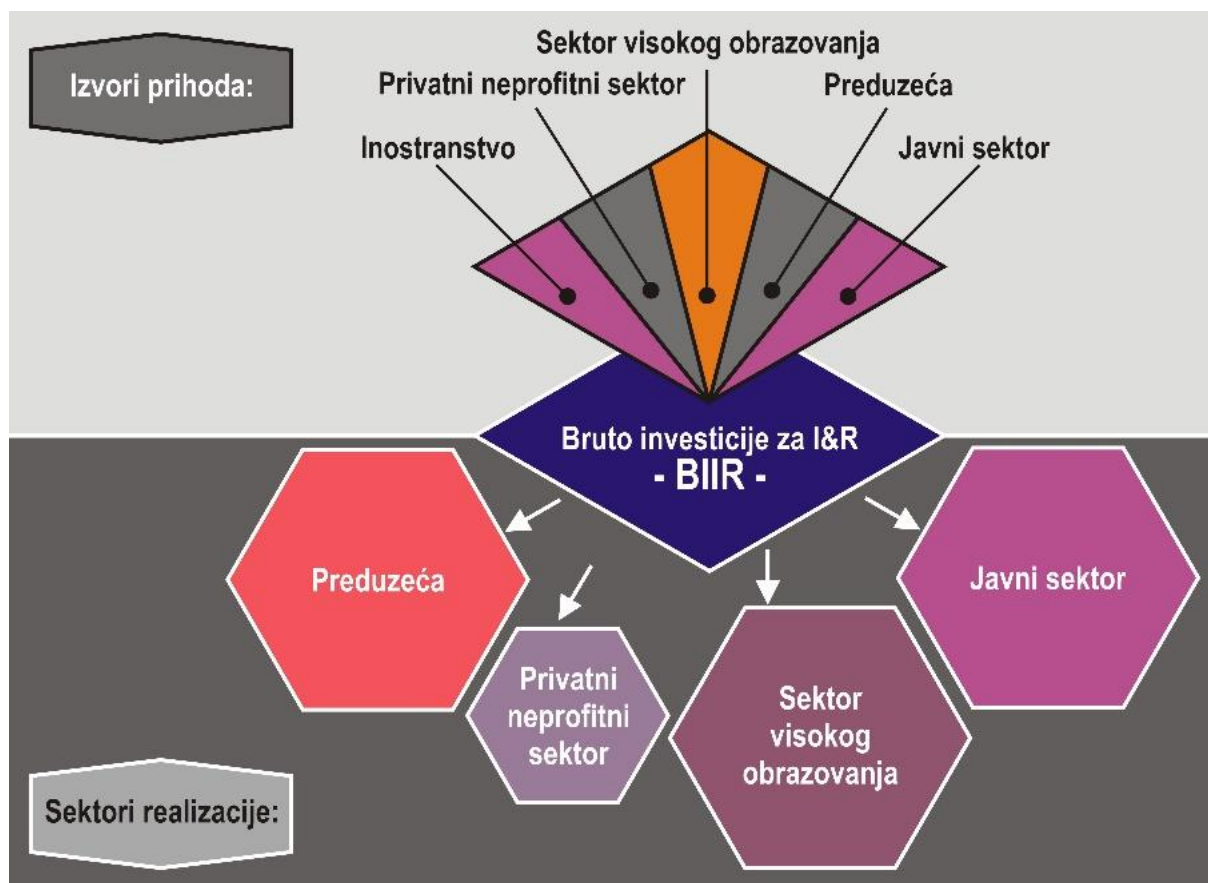 Izvori prihoda:
Sektor visokog obrazovanja
Privatni neprofitni sektor
Preduzeća
Inostranstvo
Javni sektor
Bruto investicije za I&R
- BIIR -
Preduzeća
Javni sektor
Privatni
neprofitni
sektor
Sektor
visokog
obrazovanja
Sektori realizacije: